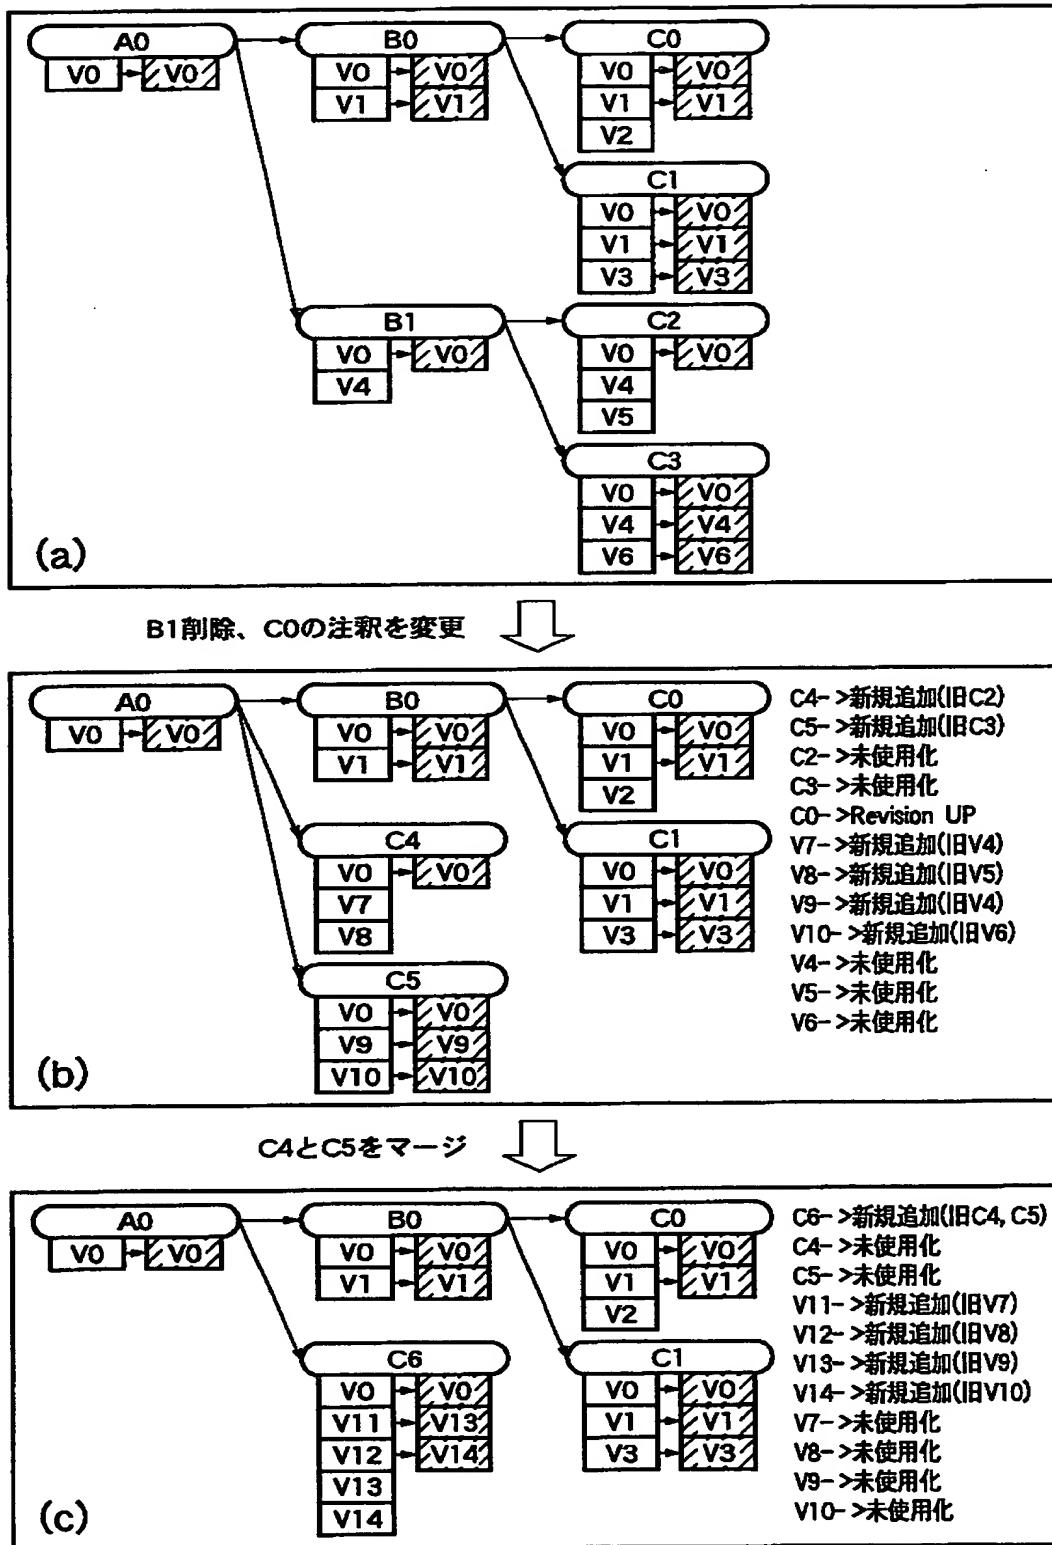 A0
V0 V0
B0
V0 V0
V1 V1
C0
V0 V0
V1 V1
V2
C1
V0 V0
V1 V1
V3 V3
B1
V0 V0
V4
C2
V0 V0
V4
V5
C3
V0 V0
V4 V4
V6 V6
(a)
B1削除、C0の注釈を変更
A0
V0 V0
B0
V0 V0
V1 V1
C0
V0 V0
V1 V1
V2
C4
V0 V0
V7
V8
C1
V0 V0
V1 V1
V3 V3
C5
V0 V0
V9 V9
V10 V10
(b)
C4->新規追加(旧C2)
C5->新規追加(旧C3)
C2->未使用化
C3->未使用化
C0->Revision UP
V7->新規追加(旧V4)
V8->新規追加(旧V5)
V9->新規追加(旧V4)
V10->新規追加(旧V6)
V4->未使用化
V5->未使用化
V6->未使用化
C4とC5をマージ
A0
V0 V0
B0
V0 V0
V1 V1
C0
V0 V0
V1 V1
V2
C6
V0 V0
V11 V13
V12 V14
V13
V14
C1
V0 V0
V1 V1
V3 V3
(c)
C6->新規追加(旧C4, C5)
C4->未使用化
C5->未使用化
V11->新規追加(旧V7)
V12->新規追加(旧V8)
V13->新規追加(旧V9)
V14->新規追加(旧V10)
V7->未使用化
V8->未使用化
V9->未使用化
V10->未使用化